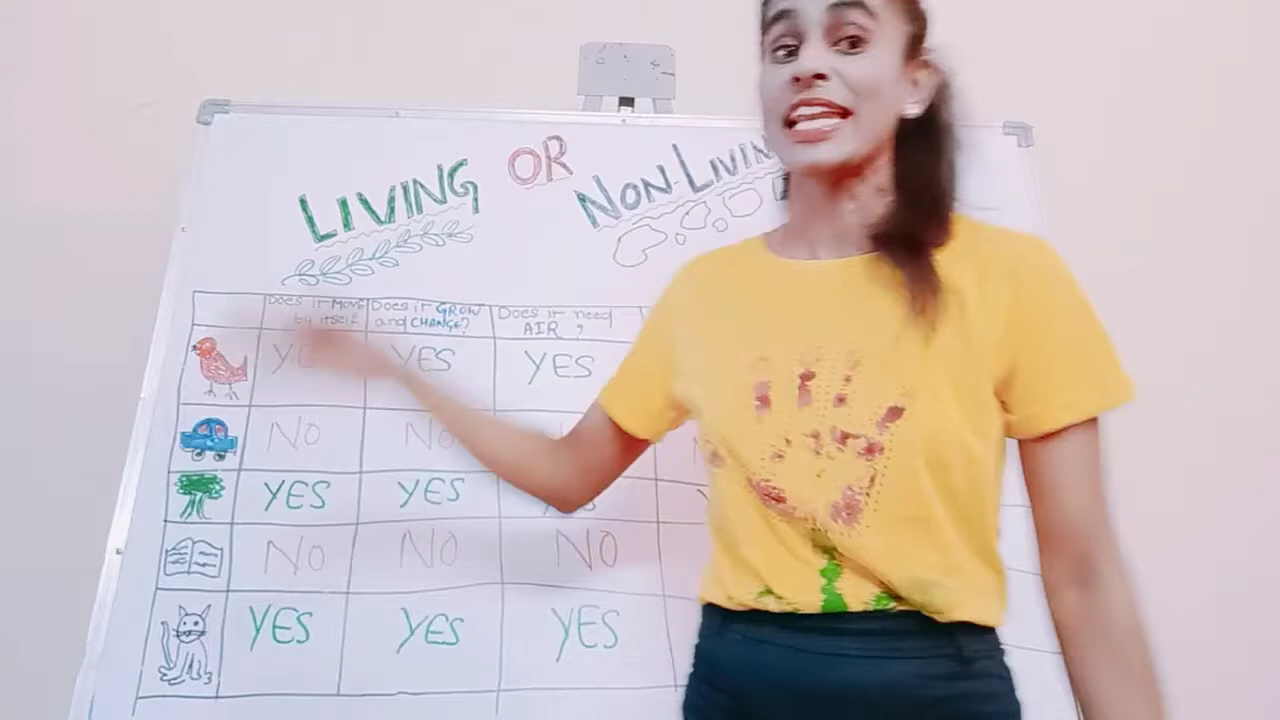 LIVING OR NON-LIVIN
Does it MOVE Does it GROW Does it need
by itself and CHANGE? AIR ?
YES YES
NO NO
YES YES
NO NO NO
YES YES YES